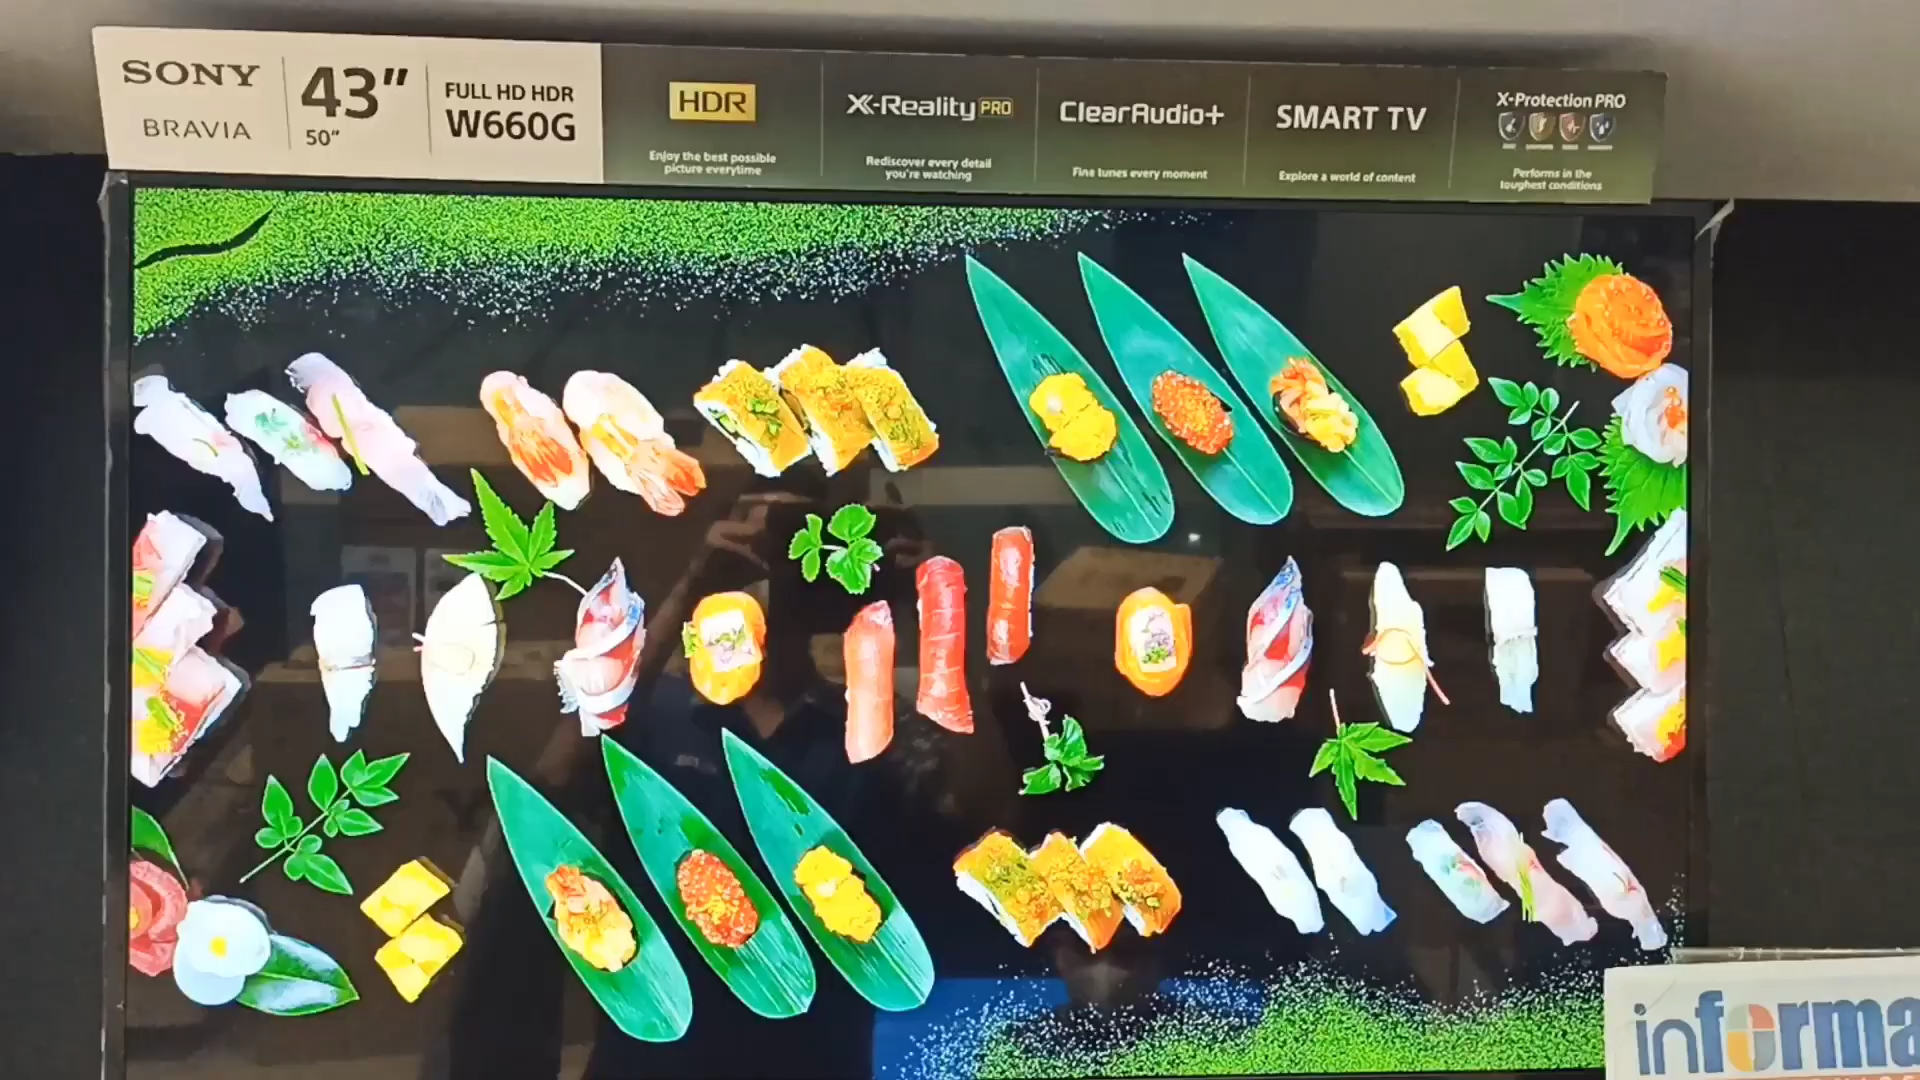 SONY
BRAVIA
43"
50"
FULL HD HDR
W660G
HDR
Enjoy the best possible
picture everytime
X-Reality PRO
Rediscover every detail
you're watching
ClearAudio+
Fine tunes every moment
SMART TV
Explore a world of content
X-Protection PRO
Performs in the
toughest conditions
informa